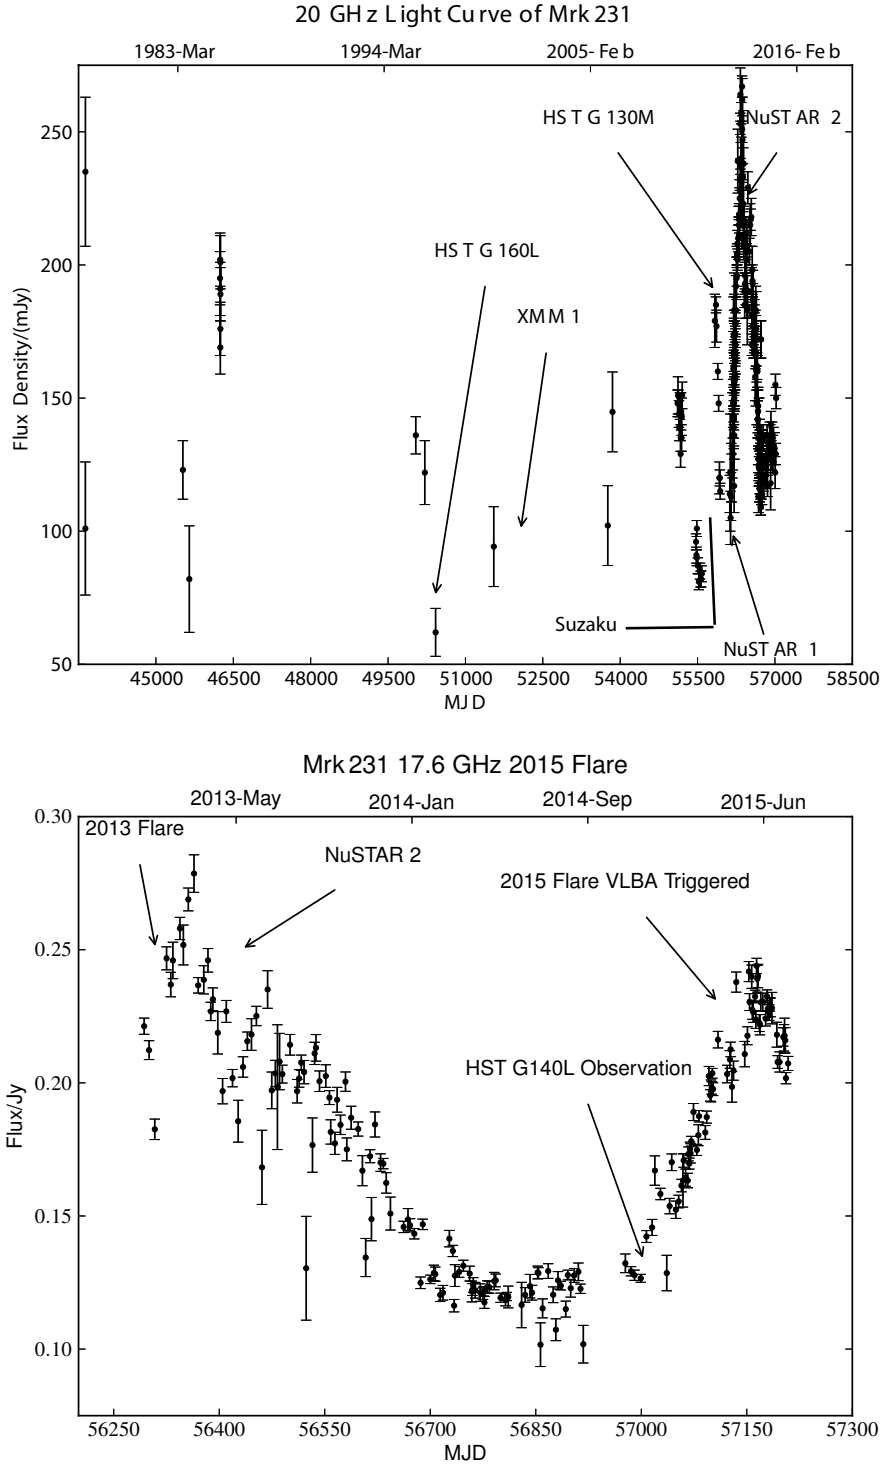 20 GHz Light Curve of Mrk 231
1983-Mar 1994-Mar 2005-Feb 2016-Feb
HST G130M NuSTAR 2
HST G160L
XMM 1
Suzaku
NuSTAR 1
Flux Density/(mJy)
250
200
150
100
50
45000 46500 48000 49500 51000 52500 54000 55500 57000 58500
MJD
Mrk 231 17.6 GHz 2015 Flare
2013-May 2014-Jan 2014-Sep 2015-Jun
2013 Flare
NuSTAR 2
2015 Flare VLBA Triggered
HST G140L Observation
Flux/Jy
0.30
0.25
0.20
0.15
0.10
56250 56400 56550 56700 56850 57000 57150 57300
MJD